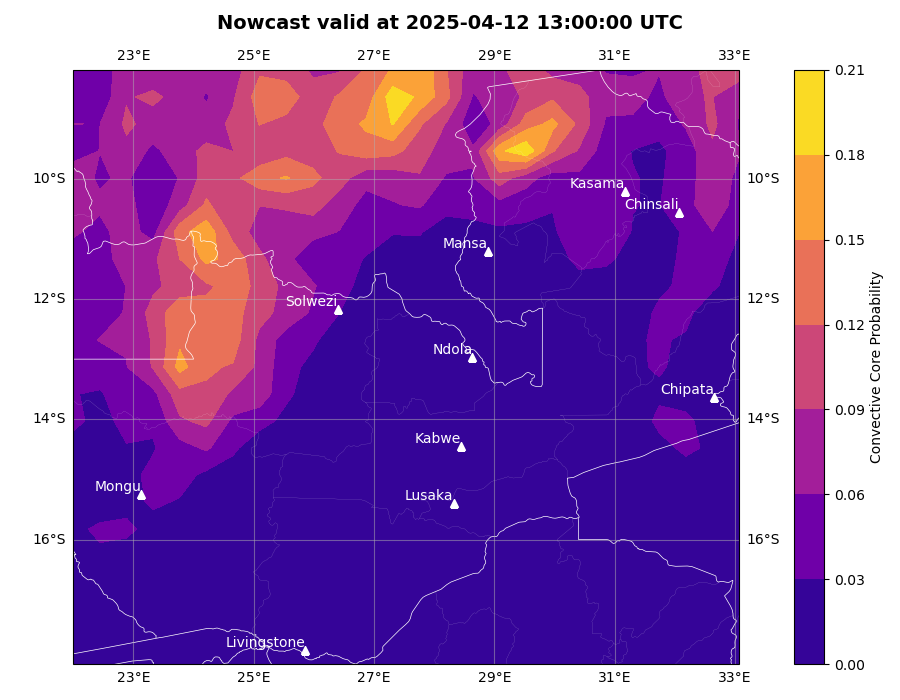 Nowcast valid at 2025-04-12 13:00:00 UTC
23°E 25°E 27°E 29°E 31°E 33°E
0.21
0.18
10°S Kasama 10°S
Chinsali
0.15
Mansa
12°S Solwezi 12°S
0.12
Ndola
Chipata
0.09
14°S 14°S
Kabwe
Mongu Lusaka
0.06
16°S 16°S
0.03
Livingstone
0.00
23°E 25°E 27°E 29°E 31°E 33°E
Convective Core Probability